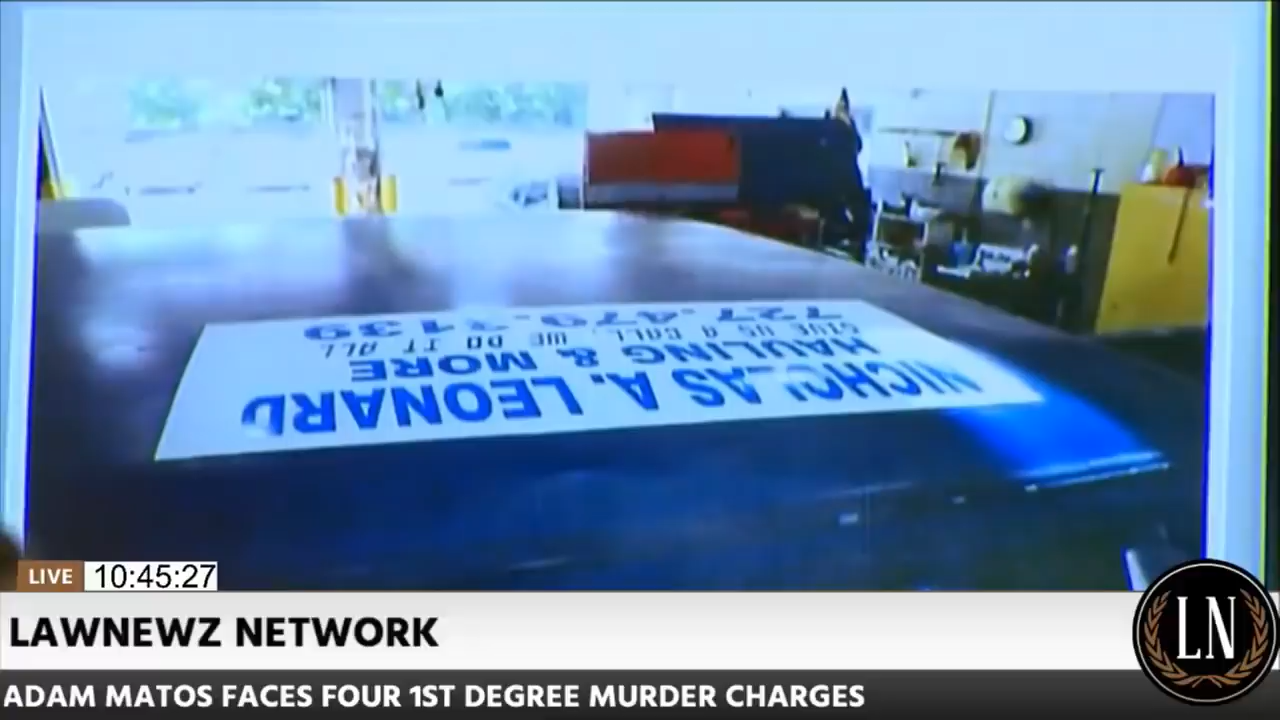 NICHOLAS A. LEONARD
HAULING & MORE
GIVE US A CALL, WE DO IT ALL
727.479.3139
LIVE 10:45:27
LAWNEWZ NETWORK
LN
ADAM MATOS FACES FOUR 1ST DEGREE MURDER CHARGES